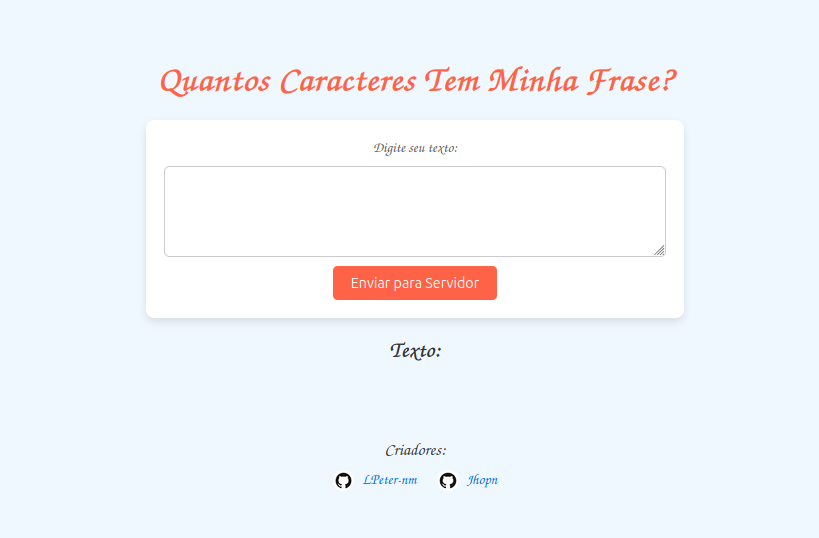 Quantos Caracteres Tem Minha Frase?
Digite seu texto:
Enviar para Servidor
Texto:
Criadores:
LPeter-nm Jhopn